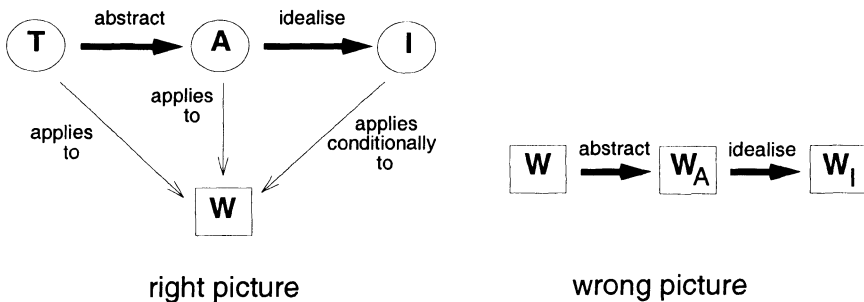 abstract
idealise
T
A
I
applies
to
applies
to
applies
conditionally
to
W
right picture
abstract
idealise
W
W_A
W_I
wrong picture